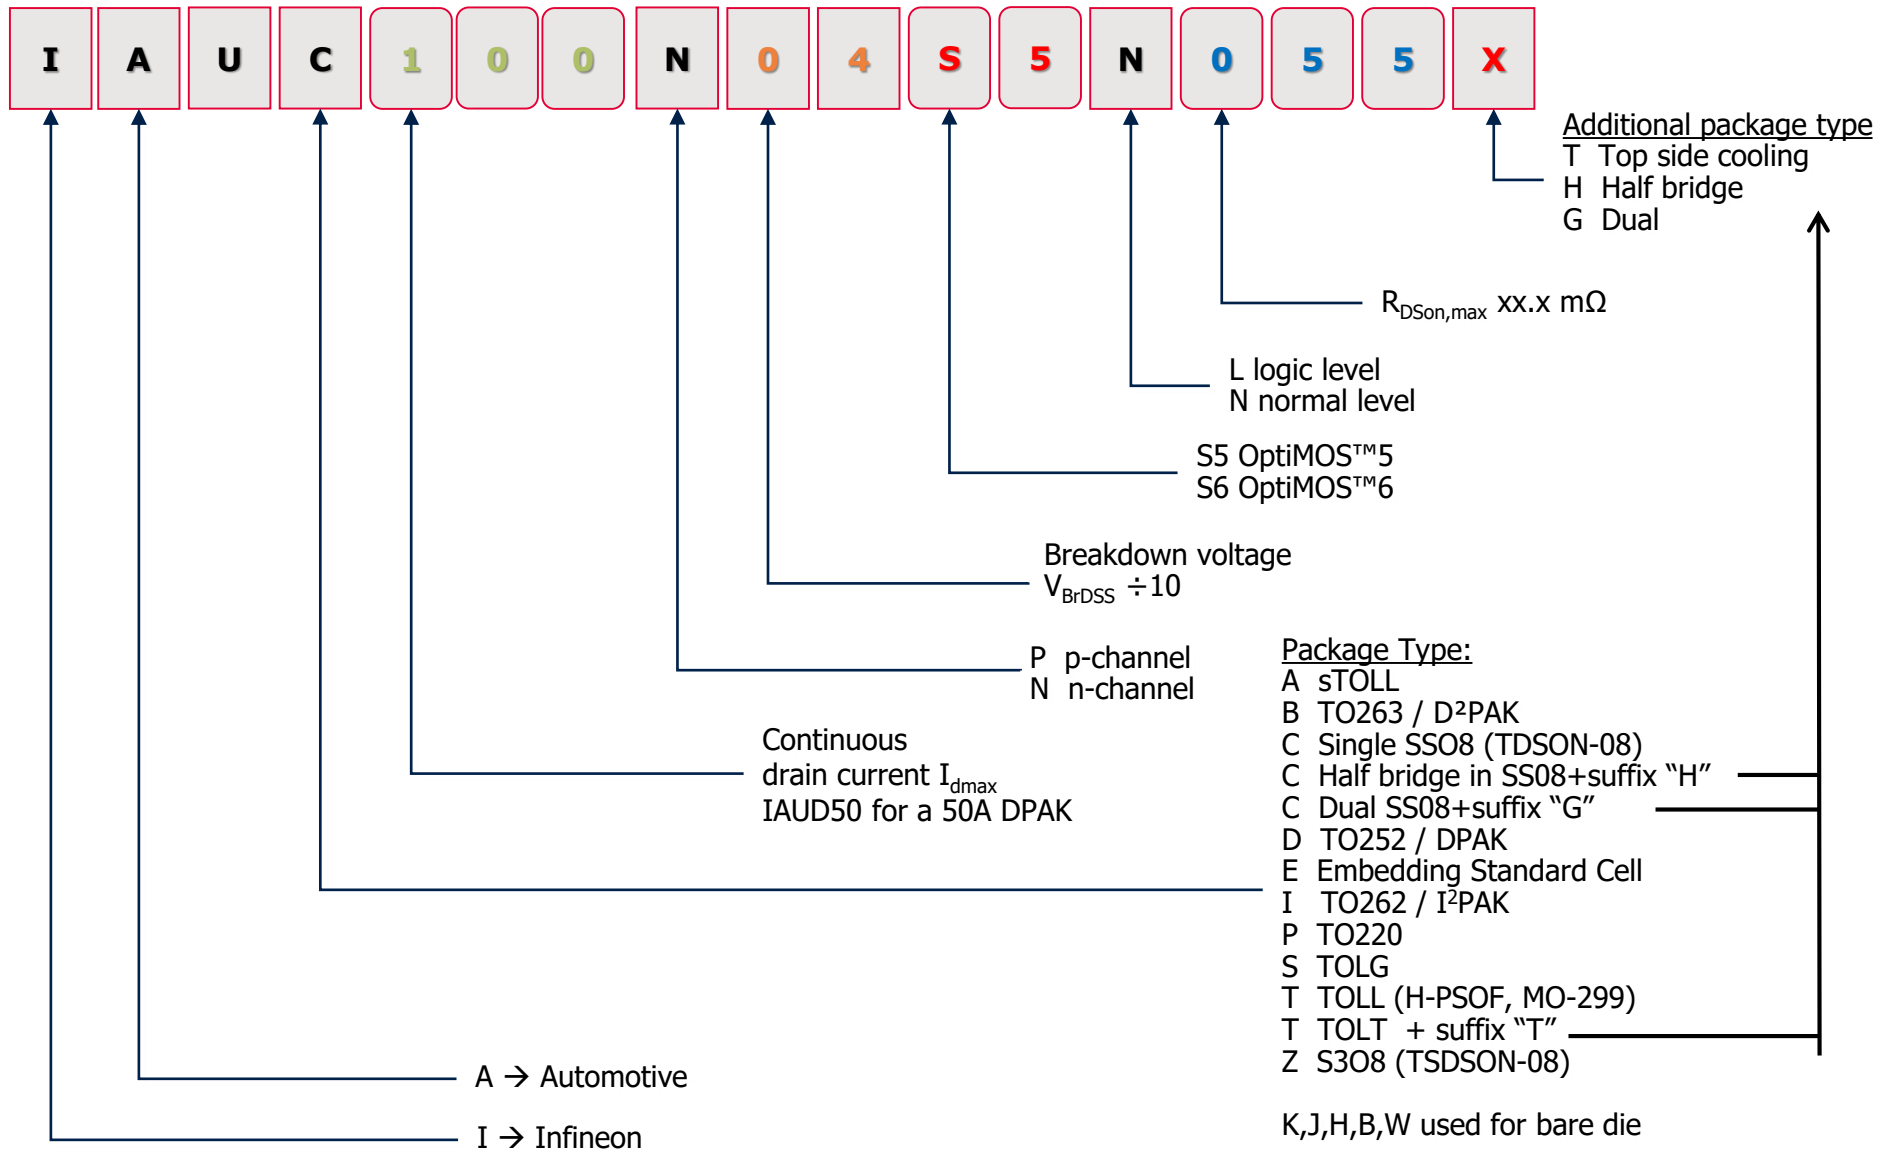 I A U C 1 0 0 N 0 4 S 5 N 0 5 5 X
Additional package type
T Top side cooling
H Half bridge
G Dual
RDSon,max xx.x mΩ
L logic level
N normal level
S5 OptiMOS™5
S6 OptiMOS™6
Breakdown voltage
VBrDSS ÷10
P p-channel
N n-channel
Continuous
drain current Idmax
IAUD50 for a 50A DPAK
Package Type:
A sTOLL
B TO263 / D²PAK
C Single SSO8 (TDSON-08)
C Half bridge in SS08+suffix “H”
C Dual SS08+suffix “G”
D TO252 / DPAK
E Embedding Standard Cell
I TO262 / I²PAK
P TO220
S TOLG
T TOLL (H-PSOF, MO-299)
T TOLT + suffix “T”
Z S3O8 (TSDSON-08)
K,J,H,B,W used for bare die
A → Automotive
I → Infineon